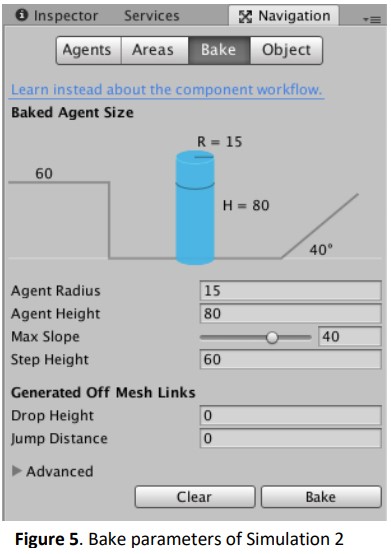 Inspector Services Navigation
Agents Areas Bake Object
Learn instead about the component workflow.
Baked Agent Size
R = 15
60
H = 80
40°
Agent Radius 15
Agent Height 80
Max Slope 40
Step Height 60
Generated Off Mesh Links
Drop Height 0
Jump Distance 0
Advanced
Clear Bake
Figure 5. Bake parameters of Simulation 2